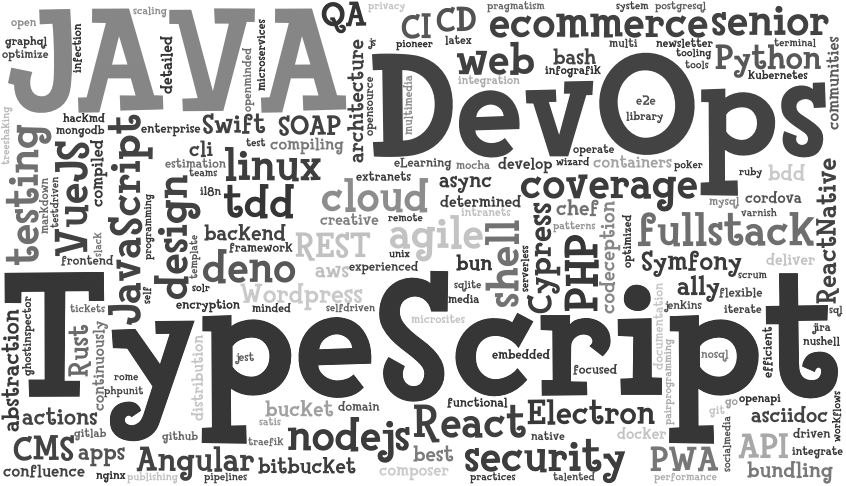 open
scaling
privacy
pragmatism
system
postgresql
QA
CI
CD
ecommerce
senior
graphql
optimize
infection
JAVA
detailed
openminded
microservices
js
pioneer
latex
multi
newsletter
terminal
web
bash
infografik
tooling
tools
Python
Kubernetes
communities
architecture
opensource
multimedia
integration
DevOps
e2e
library
treeshaking
testing
hackmd
mongodb
enterprise
Swift
SOAP
test
compiling
VueJS
compiled
JavaScript
programming
cli
estimation
teams
linux
eLearning
mocha
develop
operate
wizard
containers
poker
ruby
bdd
markdown
testdriven
design
i18n
tdd
extranets
cloud
creative
remote
async
determined
coverage
mysql
cordova
varnish
ReactNative
slack
backend
framework
template
REST
agile
intranets
shell
serverless
Cypress
chef
patterns
PHP
codeception
optimized
fullstack
frontend
deno
aws
experienced
unix
bun
Symfony
deliver
scrum
self
solr
encryption
Wordpress
minded
selfdriven
sqlite
media
a11y
flexible
iterate
sql
jenkins
documentation
tickets
TypeScript
microsites
ghostinspector
abstraction
Rust
continuously
distribution
jest
embedded
focused
pairprogramming
nosql
efficient
jira
nushell
rome
phpunit
actions
gitlab
github
satis
bucket
domain
functional
React
Electron
git
go
openapi
asciidoc
workflows
CMS
apps
traefik
nodejs
best
native
docker
socialmedia
API
driven
integrate
confluence
nginx
Angular
publishing
pipelines
bitbucket
composer
security
practices
talented
PWA
performance
bundling